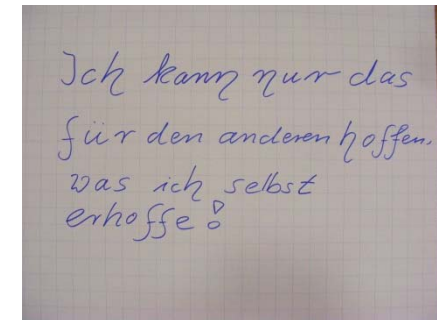 Ich kann nur das
für den anderen hoffen.
was ich selbst
erhoffe!